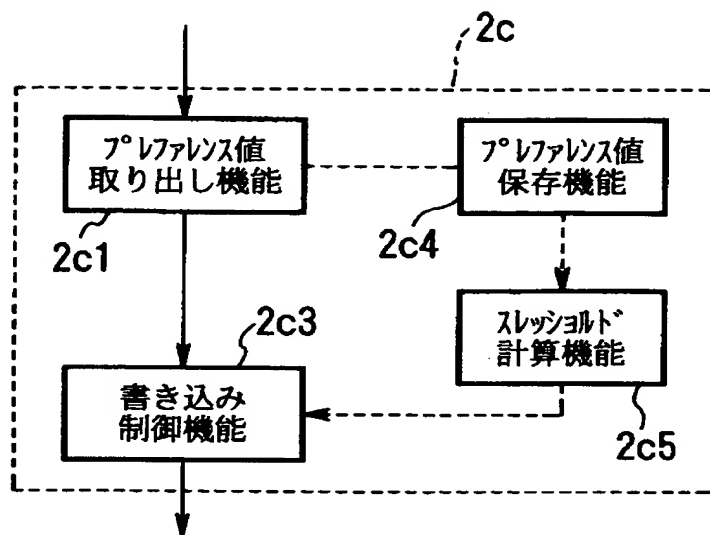 2c
ﾌﾟﾚﾌｧﾚﾝｽ値
取り出し機能
2c1
ﾌﾟﾚﾌｧﾚﾝｽ値
保存機能
2c4
2c3
書き込み
制御機能
ｽﾚｯｼｮﾙﾄﾞ
計算機能
2c5